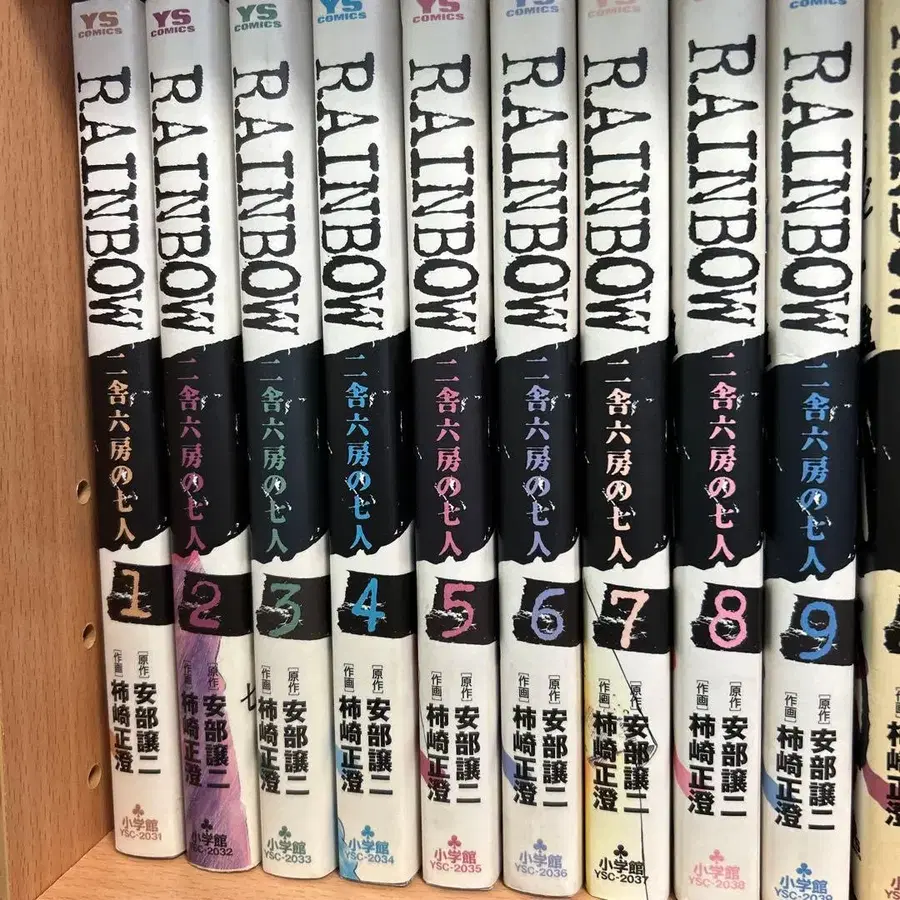 YS
COMICS
RAINBOW
二舎六房の七人
1
[原作] 安部譲二
[作画] 柿崎正澄
小学館
YSC-2031
YS
COMICS
RAINBOW
二舎六房の七人
2
[原作] 安部譲二
[作画] 柿崎正澄
小学館
YSC-2032
YS
COMICS
RAINBOW
二舎六房の七人
3
[原作] 安部譲二
[作画] 柿崎正澄
小学館
YSC-2033
YS
COMICS
RAINBOW
二舎六房の七人
4
[原作] 安部譲二
[作画] 柿崎正澄
小学館
YSC-2034
YS
COMICS
RAINBOW
二舎六房の七人
5
[原作] 安部譲二
[作画] 柿崎正澄
小学館
YSC-2035
COMICS
RAINBOW
二舎六房の七人
6
[原作] 安部譲二
[作画] 柿崎正澄
小学館
YSC-2036
COMICS
RAINBOW
二舎六房の七人
7
[原作] 安部譲二
[作画] 柿崎正澄
小学館
YSC-2037
RAINBOW
二舎六房の七人
8
[原作] 安部譲二
[作画] 柿崎正澄
小学館
YSC-2038
RAINBOW
二舎六房の七人
9
[原作] 安部譲二
[作画] 柿崎正澄
小学館
YSC-2039
柿崎正澄